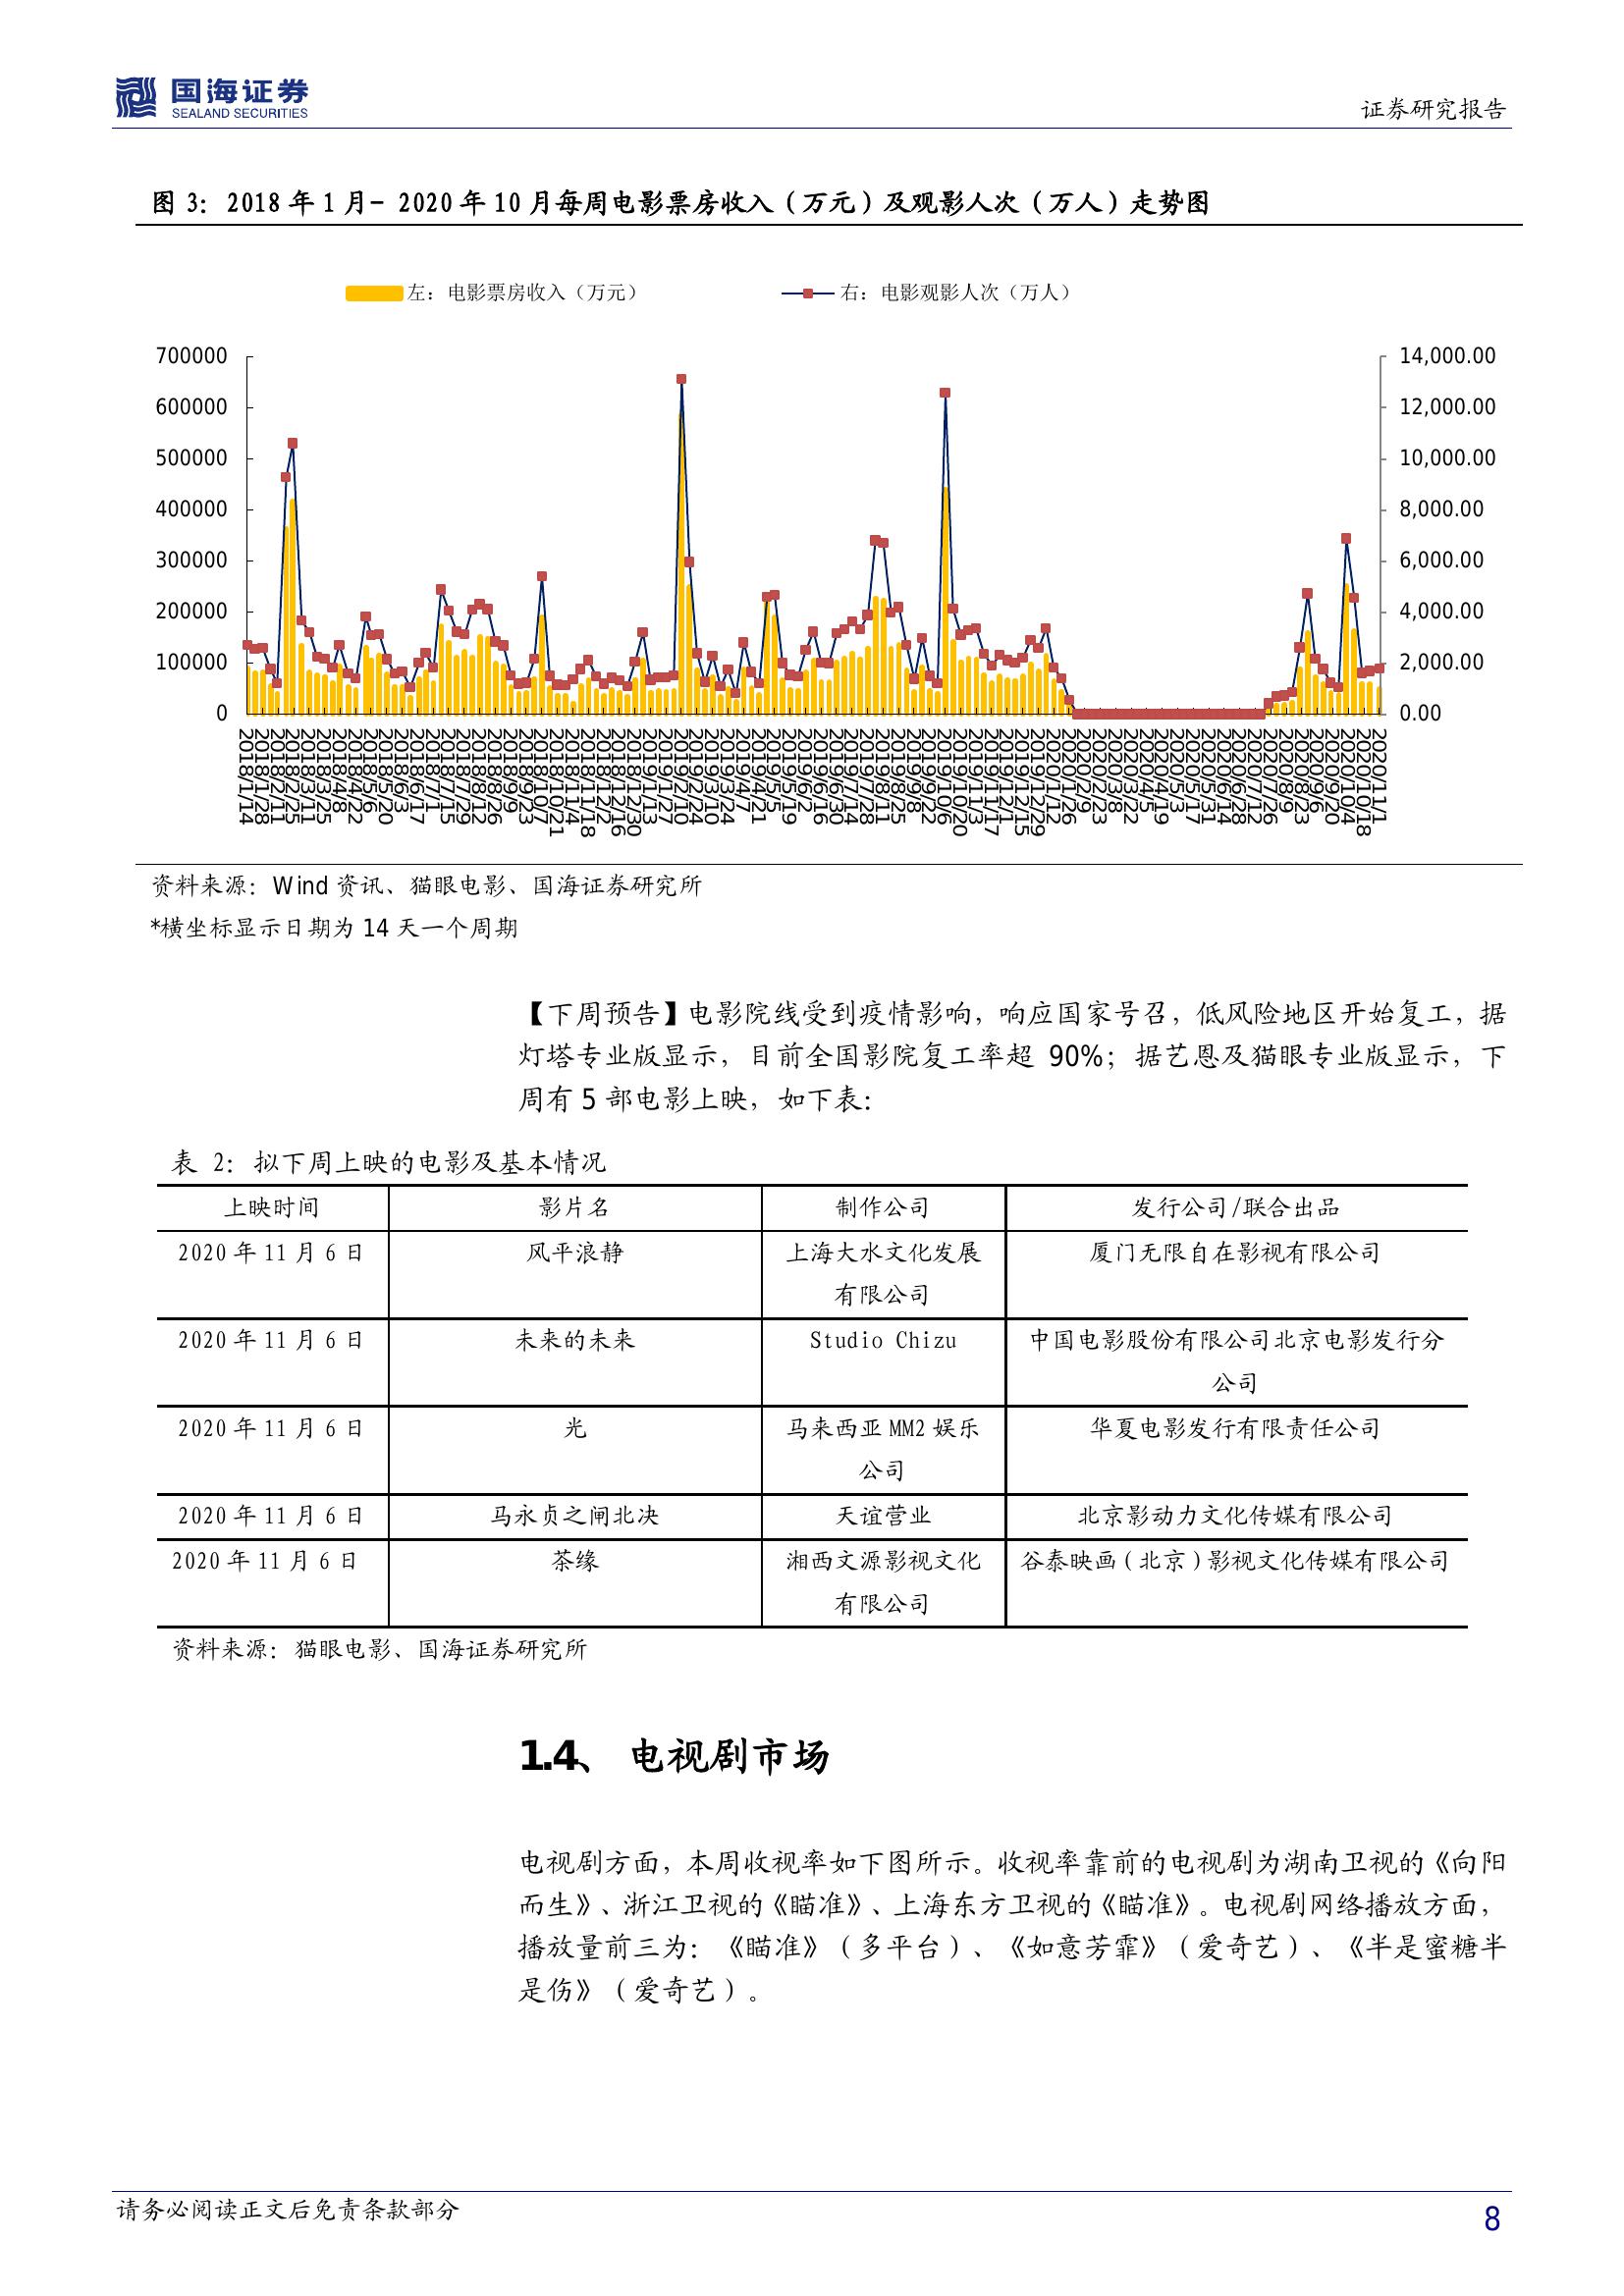 国海证券
SEALAND SECURITIES
证券研究报告
图 3：2018 年 1 月- 2020 年 10 月每周电影票房收入（万元）及观影人次（万人）走势图
左：电影票房收入（万元） 右：电影观影人次（万人）
700000 14,000.00
600000 12,000.00
500000 10,000.00
400000 8,000.00
300000 6,000.00
200000 4,000.00
100000 2,000.00
0 0.00
2018/1/14 2018/1/28 2018/2/11 2018/2/25 2018/3/11 2018/3/25 2018/4/8 2018/4/22 2018/5/6 2018/5/20 2018/6/3 2018/6/17 2018/7/1 2018/7/15 2018/7/29 2018/8/12 2018/8/26 2018/9/9 2018/9/23 2018/10/7 2018/10/21 2018/11/4 2018/11/18 2018/12/2 2018/12/16 2018/12/30 2019/1/13 2019/1/27 2019/2/10 2019/2/24 2019/3/10 2019/3/24 2019/4/7 2019/4/21 2019/5/5 2019/5/19 2019/6/2 2019/6/16 2019/6/30 2019/7/14 2019/7/28 2019/8/11 2019/8/25 2019/9/8 2019/9/22 2019/10/6 2019/10/20 2019/11/3 2019/11/17 2019/12/1 2019/12/15 2019/12/29 2020/1/12 2020/1/26 2020/2/9 2020/2/23 2020/3/8 2020/3/22 2020/4/5 2020/4/19 2020/5/3 2020/5/17 2020/5/31 2020/6/14 2020/6/28 2020/7/12 2020/7/26 2020/8/9 2020/8/23 2020/9/6 2020/9/20 2020/10/4 2020/10/18 2020/11/1
资料来源：Wind 资讯、猫眼电影、国海证券研究所
*横坐标显示日期为 14 天一个周期
【下周预告】电影院线受到疫情影响，响应国家号召，低风险地区开始复工，据
灯塔专业版显示，目前全国影院复工率超 90%；据艺恩及猫眼专业版显示，下
周有 5 部电影上映，如下表：
表 2：拟下周上映的电影及基本情况
上映时间 影片名 制作公司 发行公司/联合出品
2020 年 11 月 6 日 风平浪静 上海大水文化发展 厦门无限自在影视有限公司
有限公司
2020 年 11 月 6 日 未来的未来 Studio Chizu 中国电影股份有限公司北京电影发行分
公司
2020 年 11 月 6 日 光 马来西亚 MM2 娱乐 华夏电影发行有限责任公司
公司
2020 年 11 月 6 日 马永贞之闸北决 天谊营业 北京影动力文化传媒有限公司
2020 年 11 月 6 日 茶缘 湘西文源影视文化 谷泰映画（北京）影视文化传媒有限公司
有限公司
资料来源：猫眼电影、国海证券研究所
1.4、 电视剧市场
电视剧方面，本周收视率如下图所示。收视率靠前的电视剧为湖南卫视的《向阳
而生》、浙江卫视的《瞄准》、上海东方卫视的《瞄准》。电视剧网络播放方面，
播放量前三为：《瞄准》（多平台）、《如意芳霏》（爱奇艺）、《半是蜜糖半
是伤》（爱奇艺）。
请务必阅读正文后免责条款部分
8